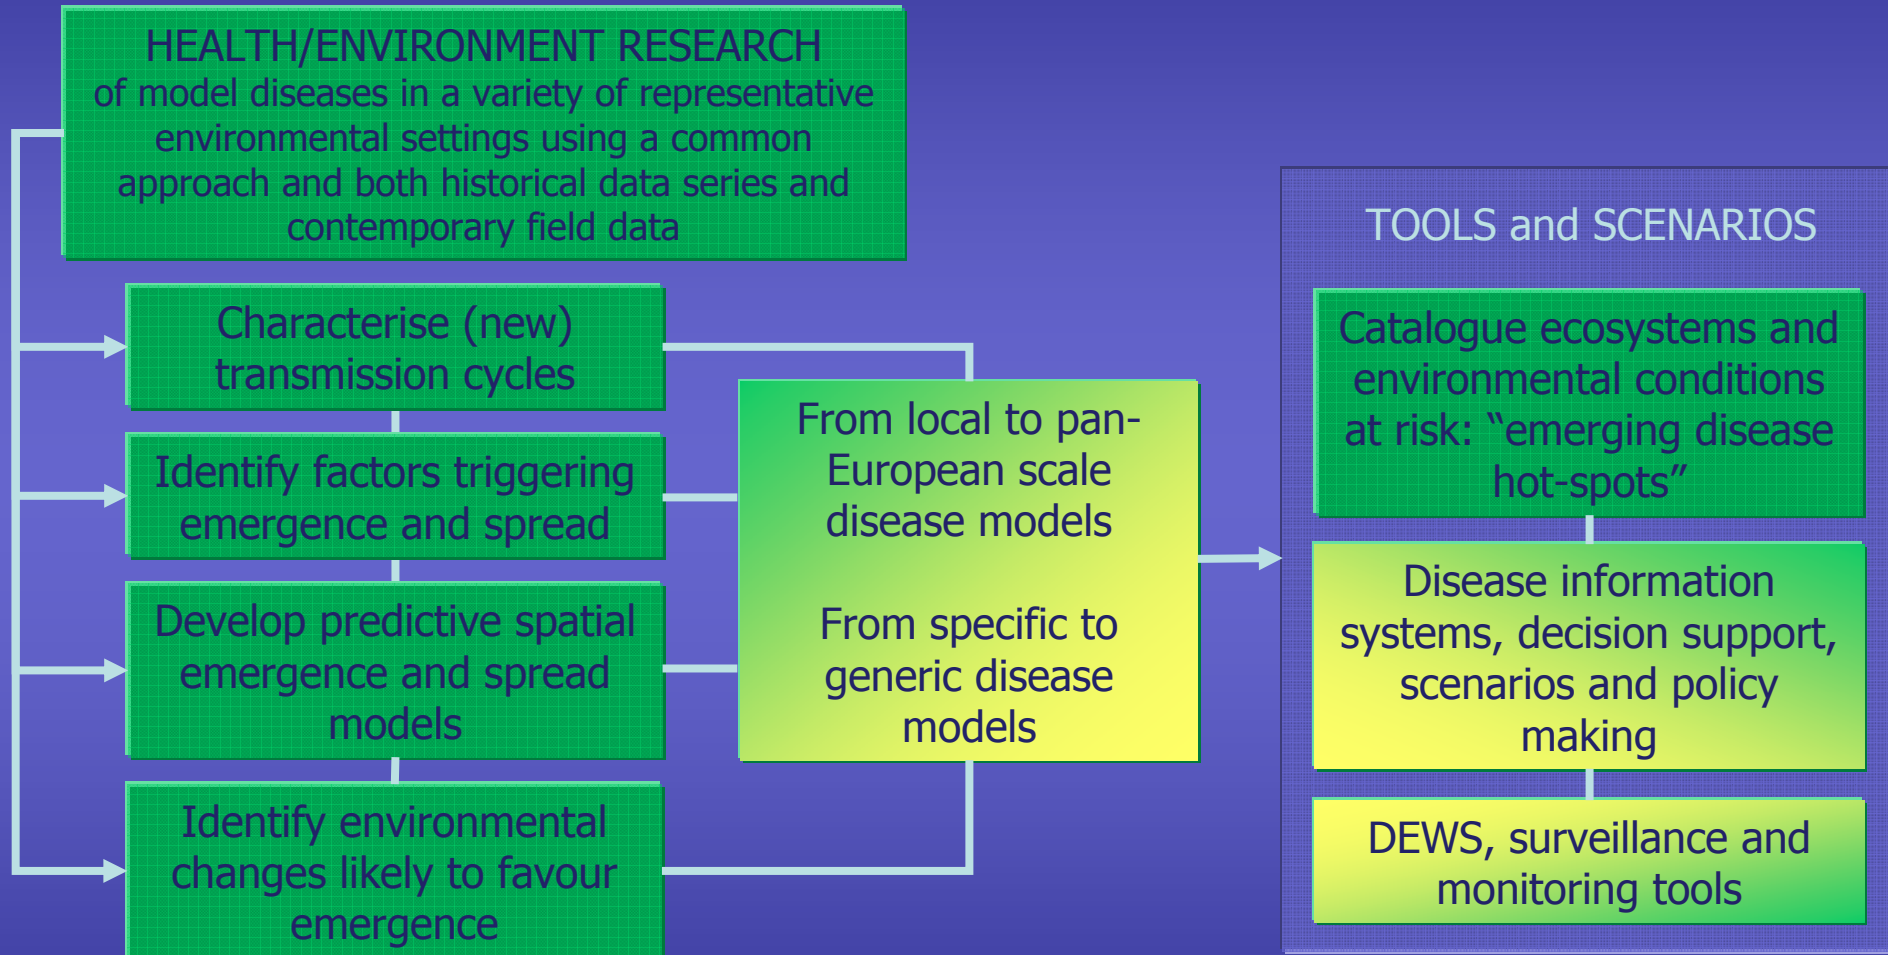 HEALTH/ENVIRONMENT RESEARCH
of model diseases in a variety of representative
environmental settings using a common
approach and both historical data series and
contemporary field data
Characterise (new)
transmission cycles
Identify factors triggering
emergence and spread
Develop predictive spatial
emergence and spread
models
Identify environmental
changes likely to favour
emergence
From local to pan-
European scale
disease models
From specific to
generic disease
models
TOOLS and SCENARIOS
Catalogue ecosystems and
environmental conditions
at risk: “emerging disease
hot-spots”
Disease information
systems, decision support,
scenarios and policy
making
DEWS, surveillance and
monitoring tools